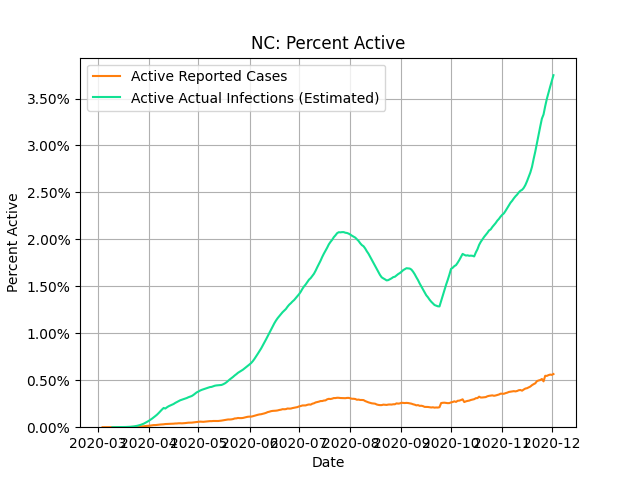 NC: Percent Active
Active Reported Cases
Active Actual Infections (Estimated)
Percent Active
3.50%
3.00%
2.50%
2.00%
1.50%
1.00%
0.50%
0.00%
2020-03 2020-04 2020-05 2020-06 2020-07 2020-08 2020-09 2020-10 2020-11 2020-12
Date